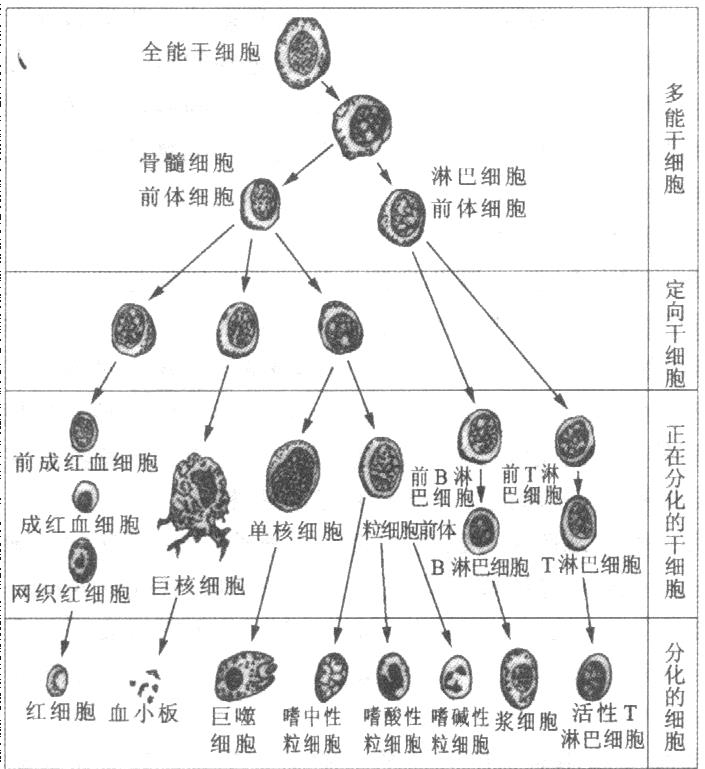 全能干细胞
骨髓细胞
前体细胞
淋巴细胞
前体细胞
多能干细胞
定向干细胞
前成红血细胞
成红血细胞
网织红细胞
巨核细胞
单核细胞
粒细胞前体
前B淋
巴细胞
前T淋
巴细胞
B淋巴细胞
T淋巴细胞
正在分化的干细胞
红细胞
血小板
巨噬
细胞
嗜中性
粒细胞
嗜酸性
粒细胞
嗜碱性
粒细胞
浆细胞
活性T
淋巴细胞
分化的细胞